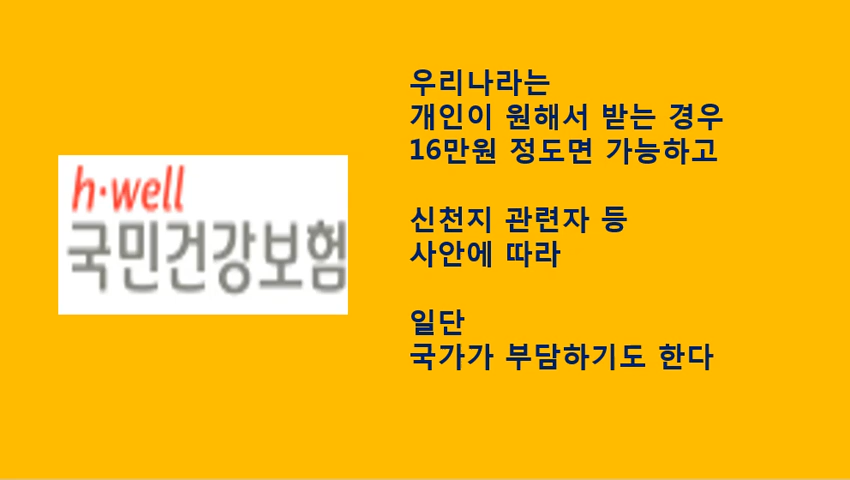 h·well
국민건강보험
우리나라는
개인이 원해서 받는 경우
16만원 정도면 가능하고
신천지 관련자 등
사안에 따라
일단
국가가 부담하기도 한다